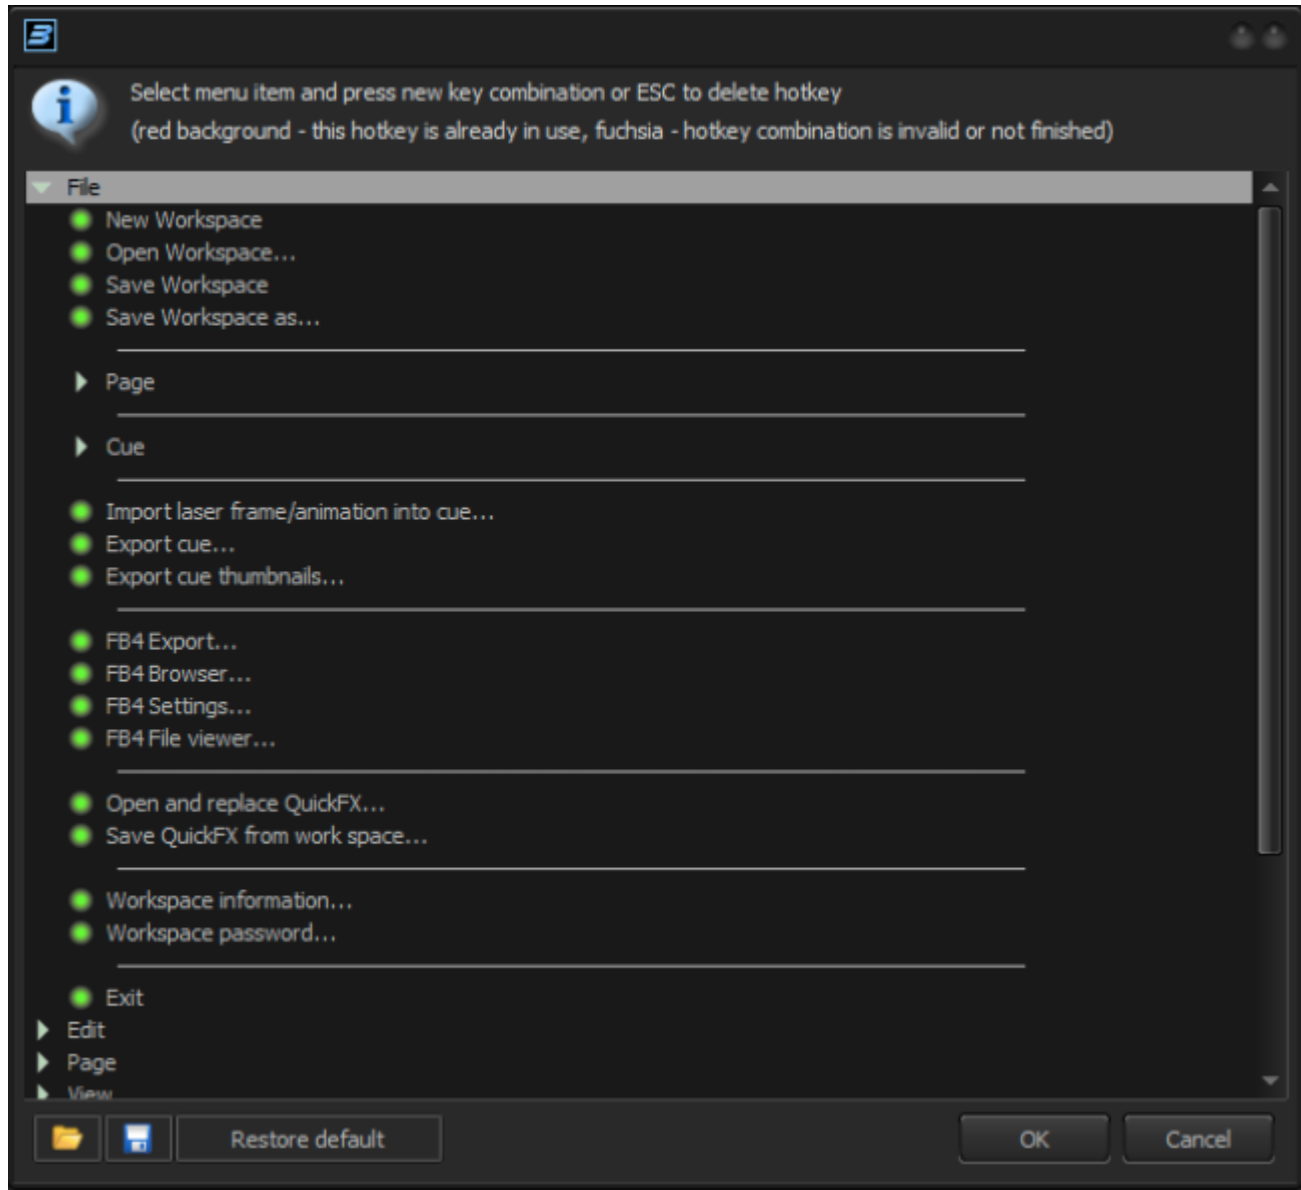 Select menu item and press new key combination or ESC to delete hotkey
(red background - this hotkey is already in use, fuchsia - hotkey combination is invalid or not finished)
File
New Workspace
Open Workspace...
Save Workspace
Save Workspace as...
Page
Cue
Import laser frame/animation into cue...
Export cue...
Export cue thumbnails...
FB4 Export...
FB4 Browser...
FB4 Settings...
FB4 File viewer...
Open and replace QuickFX...
Save QuickFX from work space...
Workspace information...
Workspace password...
Exit
Edit
Page
View
Restore default
OK
Cancel